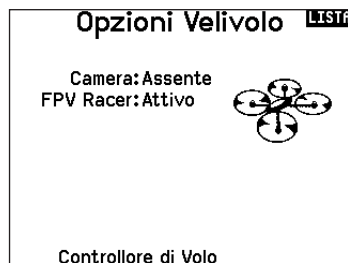 Opzioni Velivolo
LISTA
Camera:Assente
FPV Racer:Attivo
Controllore di Volo